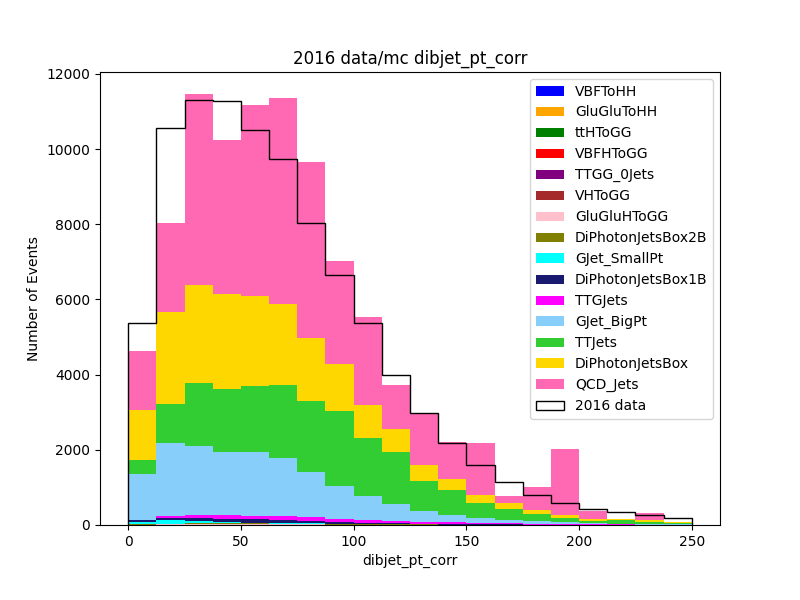 2016 data/mc dibjet_pt_corr
12000
10000
8000
6000
4000
2000
0
Number of Events
0
50
100
150
200
250
dibjet_pt_corr
VBFToHH
GluGluToHH
ttHToGG
VBFHToGG
TTGG_0Jets
VHToGG
GluGluHToGG
DiPhotonJetsBox2B
GJet_SmallPt
DiPhotonJetsBox1B
TTGJets
GJet_BigPt
TTJets
DiPhotonJetsBox
QCD_Jets
2016 data